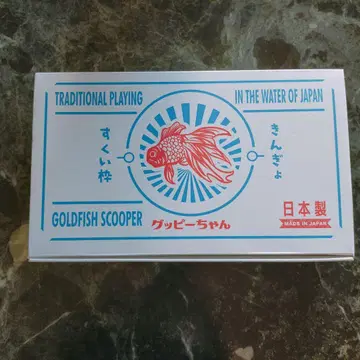 TRADITIONAL PLAYING
IN THE WATER OF JAPAN
きんぎょ
すくい枠
GOLDFISH SCOOPER
グッピーちゃん
日本製
MADE IN JAPAN